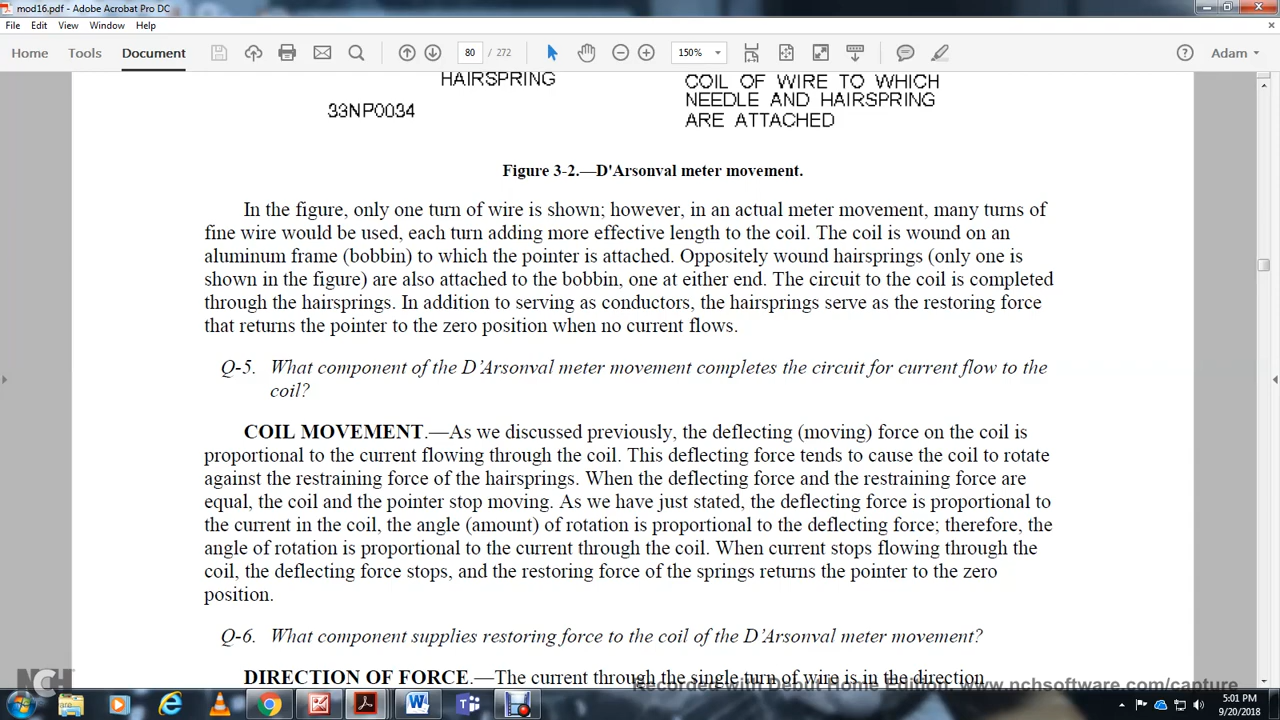 mod16.pdf - Adobe Acrobat Pro DC
File Edit View Window Help
Home Tools Document 80 / 272 150% Adam
HAIRSPRING
COIL OF WIRE TO WHICH
NEEDLE AND HAIRSPRING
33NP0034
ARE ATTACHED
Figure 3-2.—D'Arsonval meter movement.
In the figure, only one turn of wire is shown; however, in an actual meter movement, many turns of
fine wire would be used, each turn adding more effective length to the coil. The coil is wound on an
aluminum frame (bobbin) to which the pointer is attached. Oppositely wound hairsprings (only one is
shown in the figure) are also attached to the bobbin, one at either end. The circuit to the coil is completed
through the hairsprings. In addition to serving as conductors, the hairsprings serve as the restoring force
that returns the pointer to the zero position when no current flows.
Q-5. What component of the D’Arsonval meter movement completes the circuit for current flow to the
coil?
COIL MOVEMENT.—As we discussed previously, the deflecting (moving) force on the coil is
proportional to the current flowing through the coil. This deflecting force tends to cause the coil to rotate
against the restraining force of the hairsprings. When the deflecting force and the restraining force are
equal, the coil and the pointer stop moving. As we have just stated, the deflecting force is proportional to
the current in the coil, the angle (amount) of rotation is proportional to the deflecting force; therefore, the
angle of rotation is proportional to the current through the coil. When current stops flowing through the
coil, the deflecting force stops, and the restoring force of the springs returns the pointer to the zero
position.
Q-6. What component supplies restoring force to the coil of the D’Arsonval meter movement?
DIRECTION OF FORCE.—The current through the single turn of wire is in the direction
NCH
Recorded with Debut Home Edition. www.nchsoftware.com/capture
5:01 PM
9/20/2018